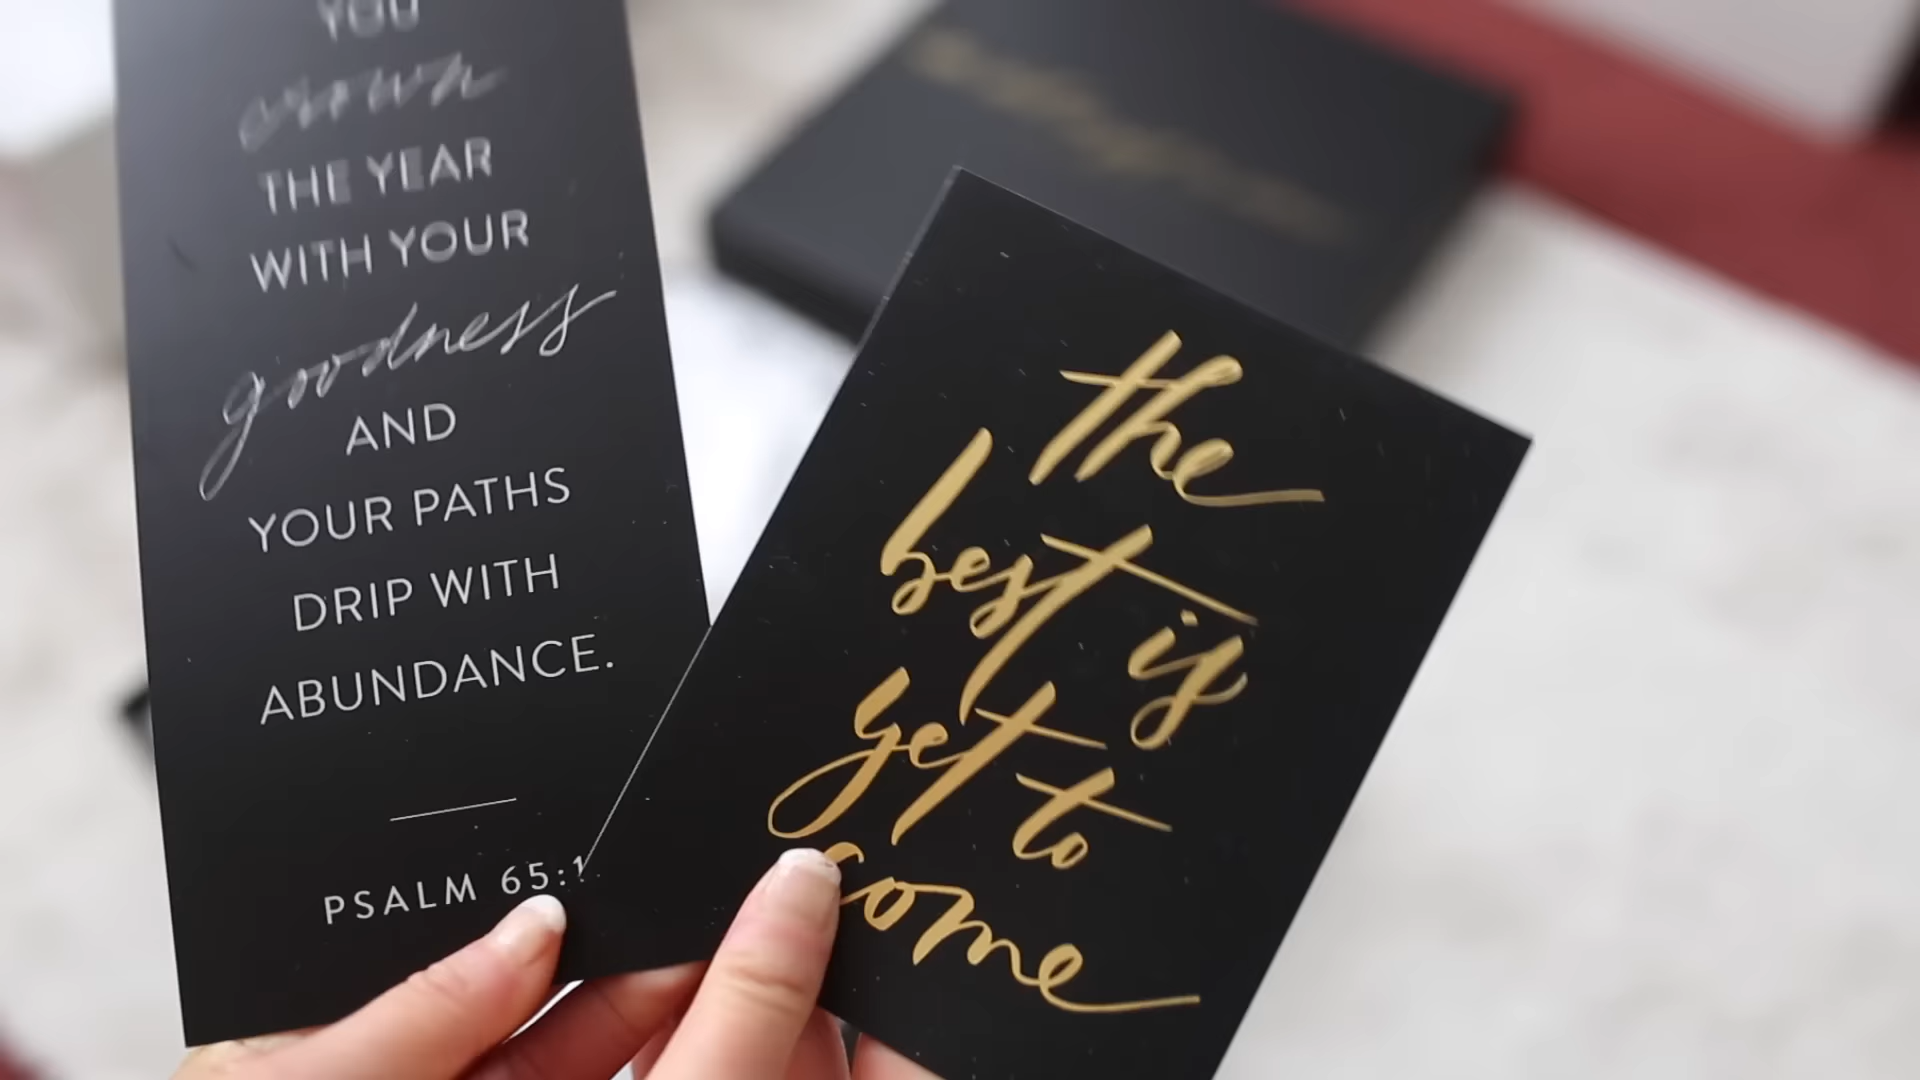 YOU
crown
THE YEAR
WITH YOUR
goodness
AND
YOUR PATHS
DRIP WITH
ABUNDANCE.
PSALM 65:1
the
best is
yet to
come